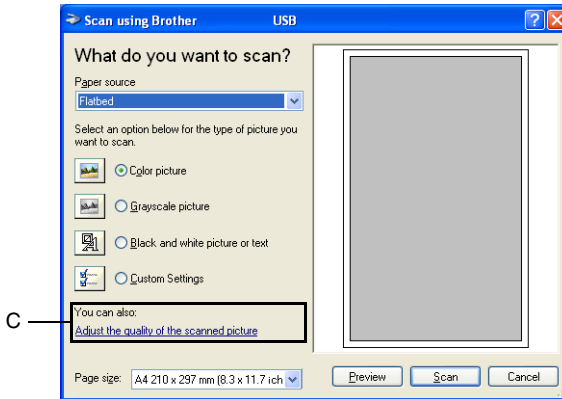 Scan using Brother USB
What do you want to scan?
Paper source
Flatbed
Select an option below for the type of picture you
want to scan.
Color picture
Grayscale picture
Black and white picture or text
Custom Settings
C
You can also:
Adjust the quality of the scanned picture
Page size: A4 210 x 297 mm (8.3 x 11.7 ich
Preview Scan Cancel